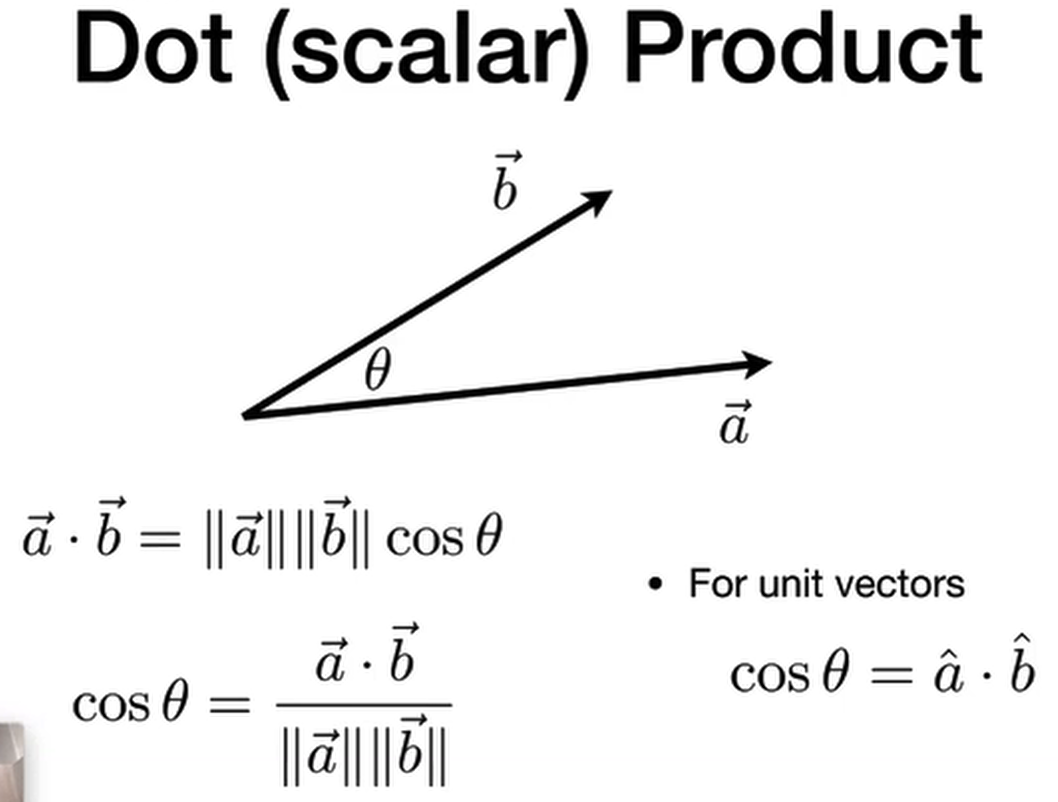 Dot (scalar) Product
$\vec{b}$
$\theta$
$\vec{a}$
$\vec{a} \cdot \vec{b} = \|\vec{a}\| \|\vec{b}\| \cos \theta$
• For unit vectors
$\cos \theta = \frac{\vec{a} \cdot \vec{b}}{\|\vec{a}\| \|\vec{b}\|}$
$\cos \theta = \hat{a} \cdot \hat{b}$